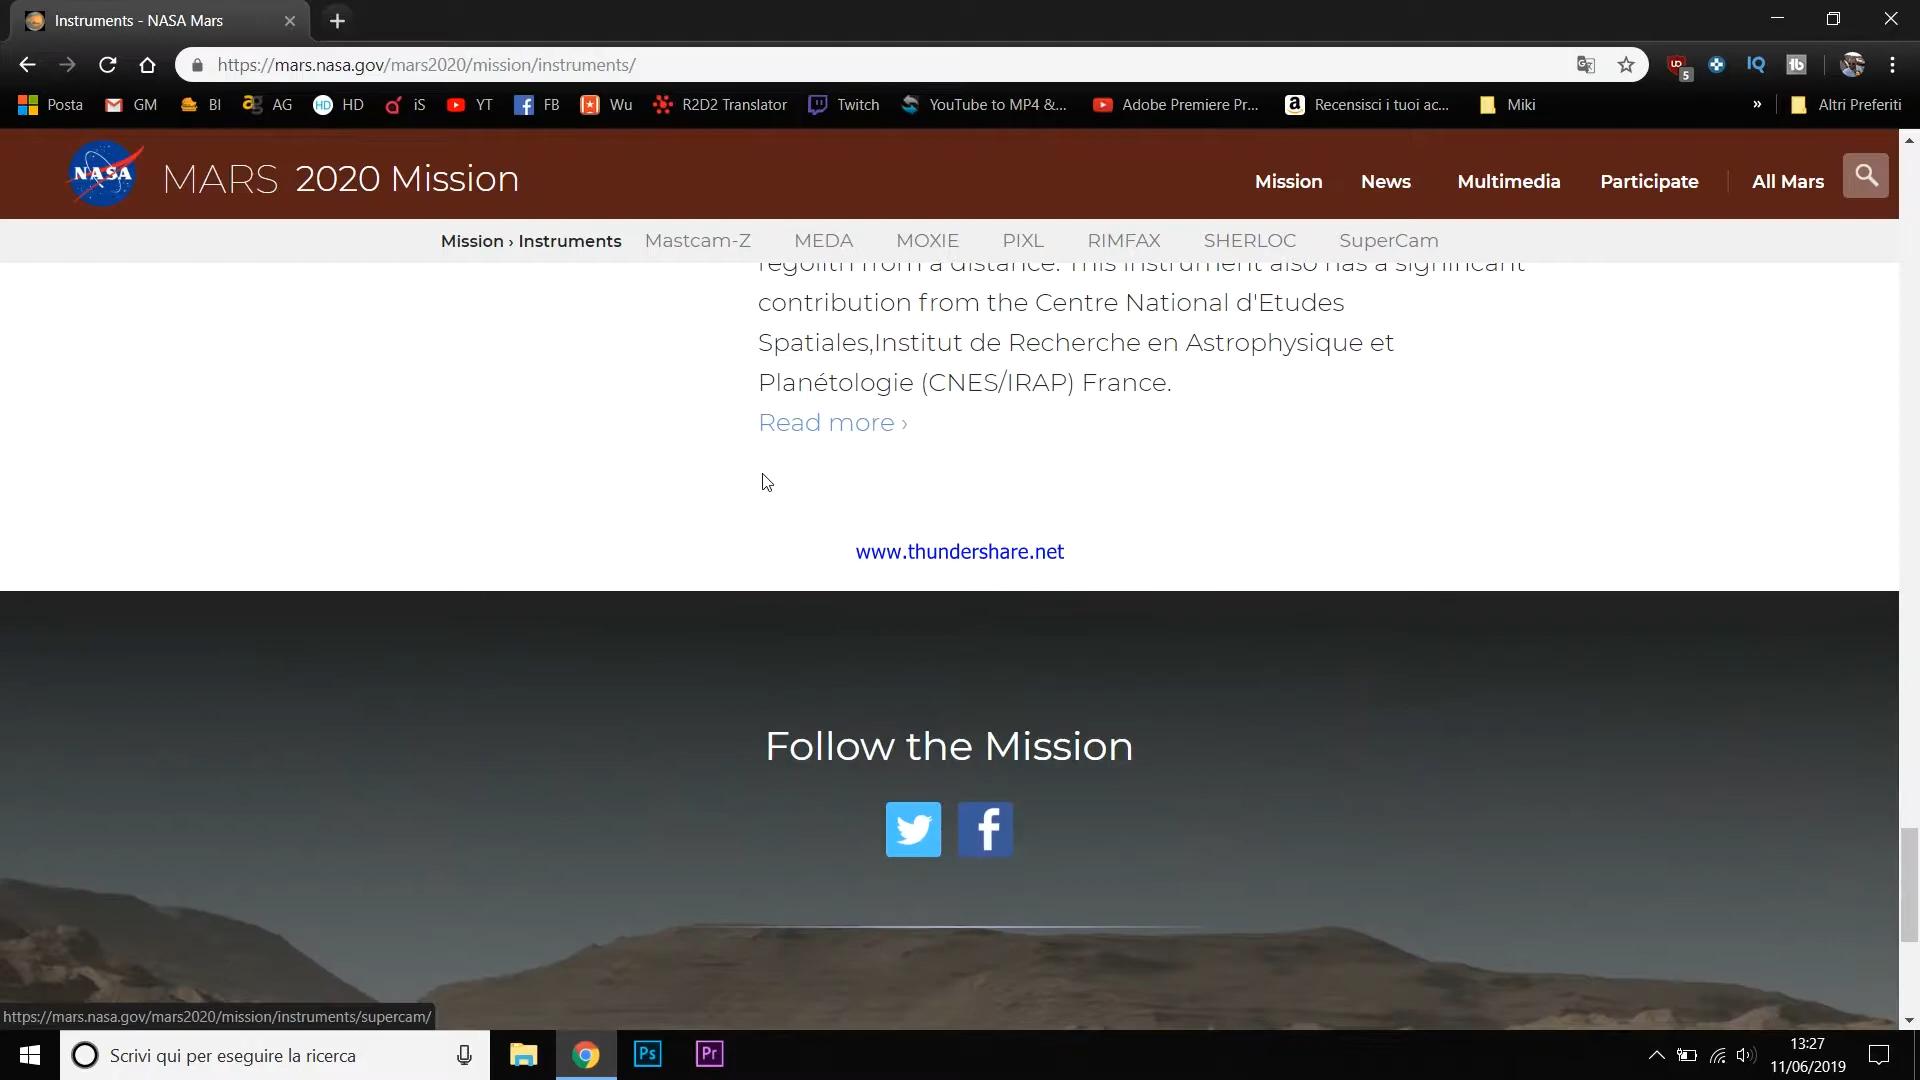 Instruments - NASA Mars
https://mars.nasa.gov/mars2020/mission/instruments/
5
IQ
Posta GM BI AG HD HD iS YT FB Wu R2D2 Translator Twitch YouTube to MP4 &... Adobe Premiere Pr... Recensisci i tuoi ac... Miki » Altri Preferiti
NASA MARS 2020 Mission
Mission News Multimedia Participate All Mars
Mission › Instruments Mastcam-Z MEDA MOXIE PIXL RIMFAX SHERLOC SuperCam
regolith from a distance. This instrument also has a significant
contribution from the Centre National d'Etudes
Spatiales,Institut de Recherche en Astrophysique et
Planétologie (CNES/IRAP) France.
Read more ›
www.thundershare.net
Follow the Mission
https://mars.nasa.gov/mars2020/mission/instruments/supercam/
Scrivi qui per eseguire la ricerca
Ps
Pr
13:27
11/06/2019